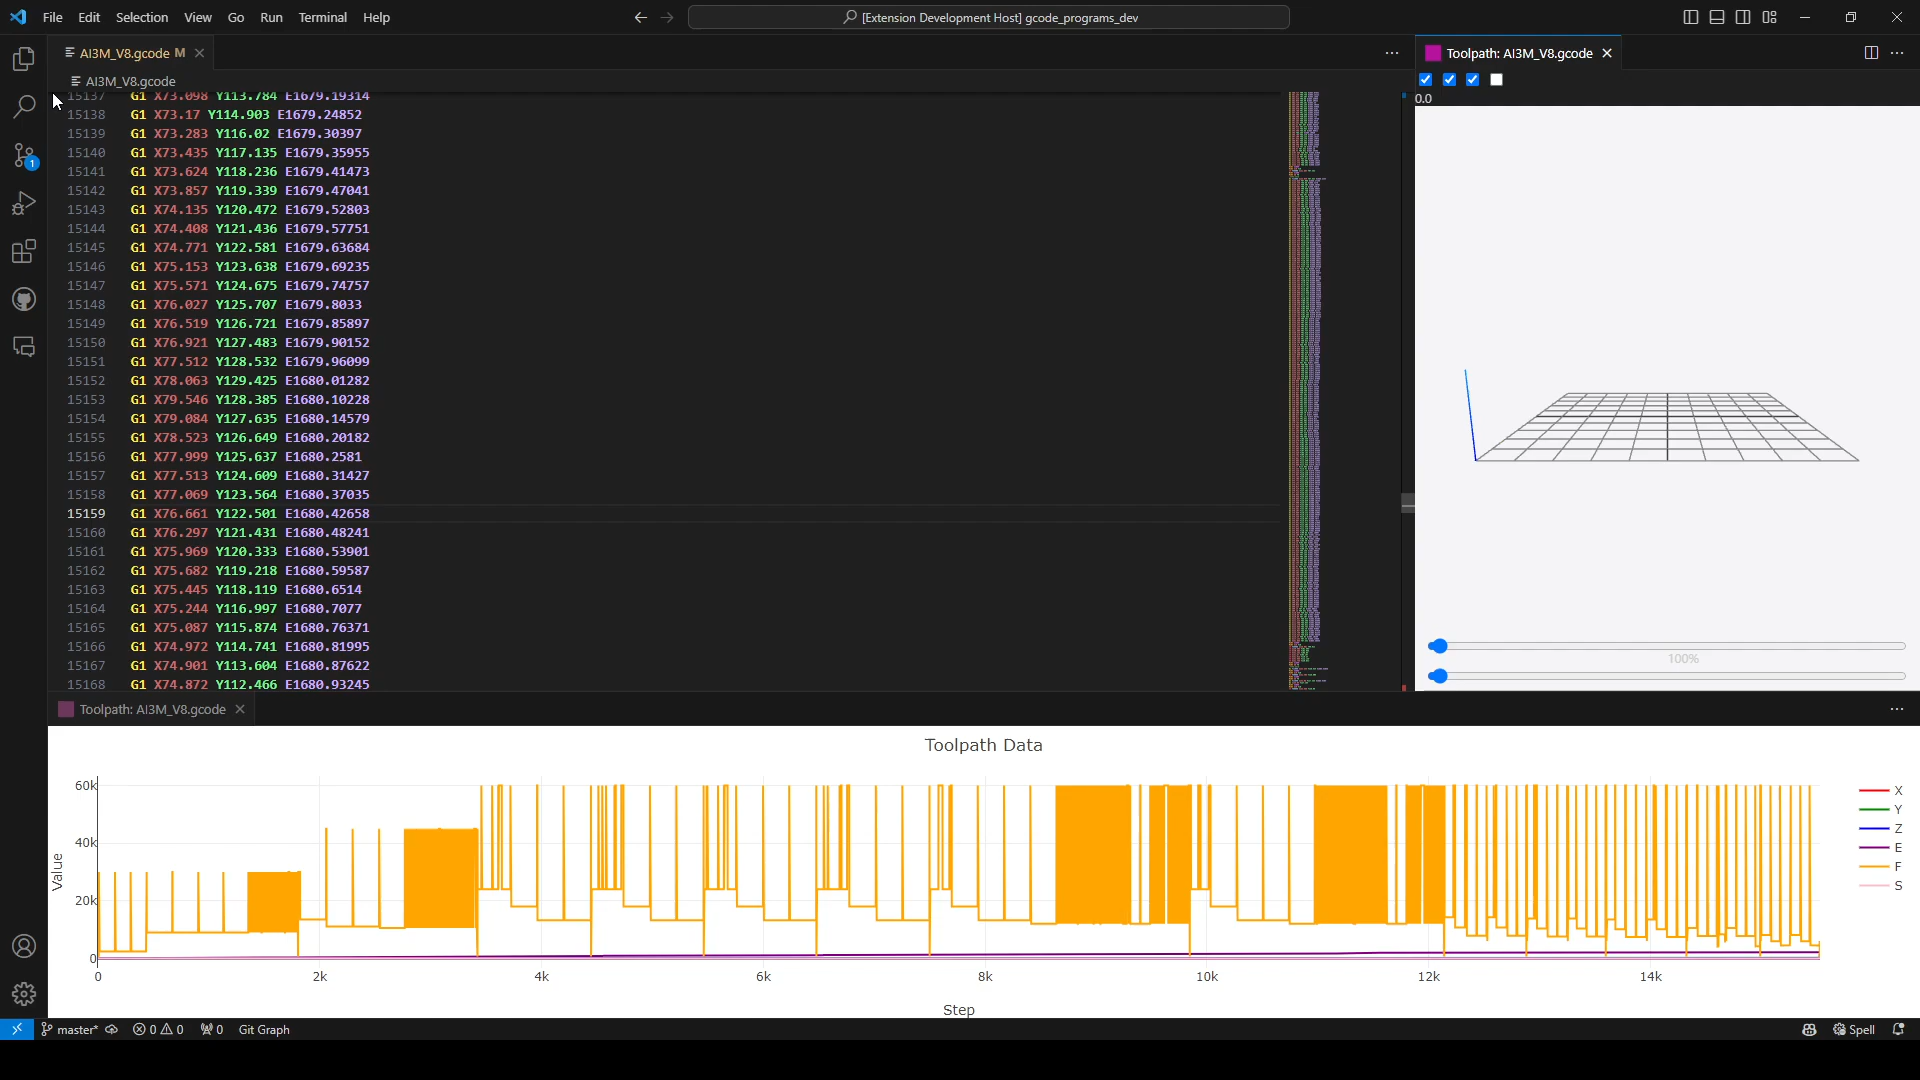 File Edit Selection View Go Run Terminal Help
[Extension Development Host] gcode_programs_dev
AI3M_V8.gcode M
Toolpath: AI3M_V8.gcode
AI3M_V8.gcode
0.0
15137 G1 X73.098 Y113.784 E1679.19314
15138 G1 X73.17 Y114.903 E1679.24852
15139 G1 X73.283 Y116.02 E1679.30397
15140 G1 X73.435 Y117.135 E1679.35955
15141 G1 X73.624 Y118.236 E1679.41473
15142 G1 X73.857 Y119.339 E1679.47041
15143 G1 X74.135 Y120.472 E1679.52803
15144 G1 X74.408 Y121.436 E1679.57751
15145 G1 X74.771 Y122.581 E1679.63684
15146 G1 X75.153 Y123.638 E1679.69235
15147 G1 X75.571 Y124.675 E1679.74757
15148 G1 X76.027 Y125.707 E1679.8033
15149 G1 X76.519 Y126.721 E1679.85897
15150 G1 X76.921 Y127.483 E1679.90152
15151 G1 X77.512 Y128.532 E1679.96099
15152 G1 X78.063 Y129.425 E1680.01282
15153 G1 X79.546 Y128.385 E1680.10228
15154 G1 X79.084 Y127.635 E1680.14579
15155 G1 X78.523 Y126.649 E1680.20182
15156 G1 X77.999 Y125.637 E1680.2581
15157 G1 X77.513 Y124.609 E1680.31427
15158 G1 X77.069 Y123.564 E1680.37035
15159 G1 X76.661 Y122.501 E1680.42658
15160 G1 X76.297 Y121.431 E1680.48241
15161 G1 X75.969 Y120.333 E1680.53901
15162 G1 X75.682 Y119.218 E1680.59587
15163 G1 X75.445 Y118.119 E1680.6514
15164 G1 X75.244 Y116.997 E1680.7077
15165 G1 X75.087 Y115.874 E1680.76371
15166 G1 X74.972 Y114.741 E1680.81995
15167 G1 X74.901 Y113.604 E1680.87622
15168 G1 X74.872 Y112.466 E1680.93245
100%
1
Toolpath: AI3M_V8.gcode
Toolpath Data
60k
40k
20k
0
Value
0 2k 4k 6k 8k 10k 12k 14k
Step
X
Y
Z
E
F
S
master* 0 0 0 Git Graph
Spell